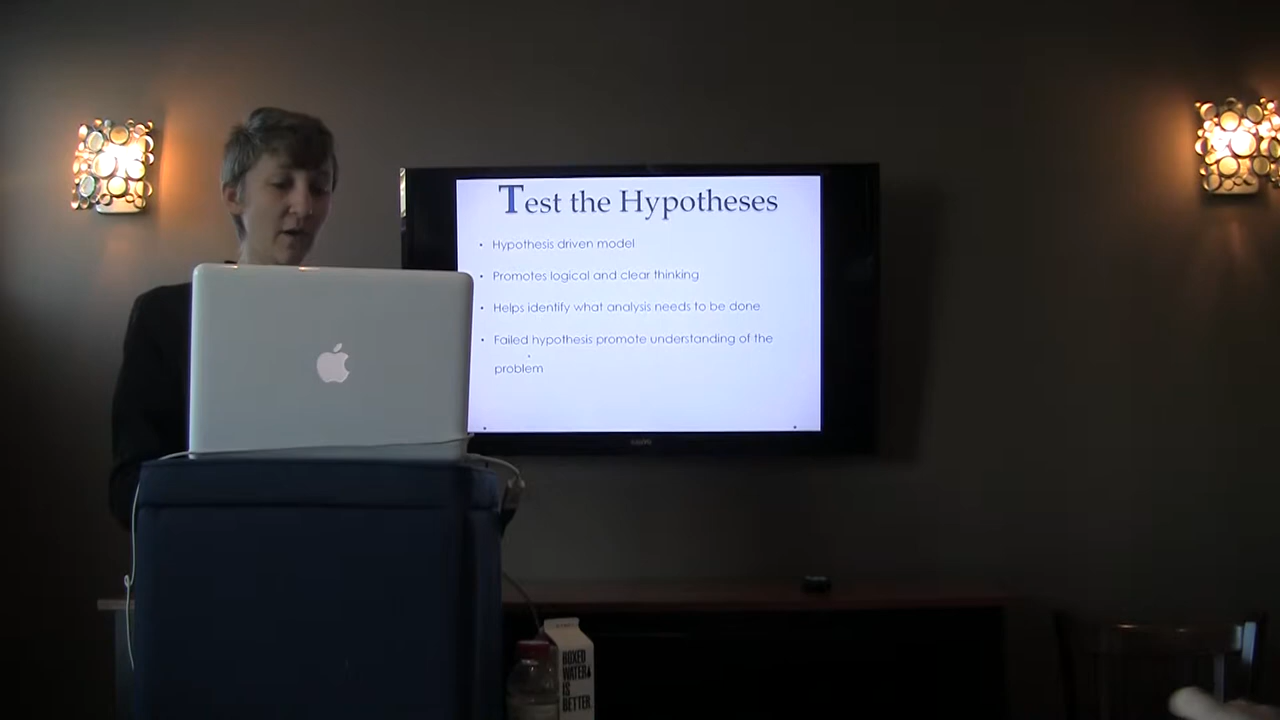 Test the Hypotheses
• Hypothesis driven model
• Promotes logical and clear thinking
• Helps identify what analysis needs to be done
• Failed hypothesis promote understanding of the
problem
BOXED
WATER
IS
BETTER.